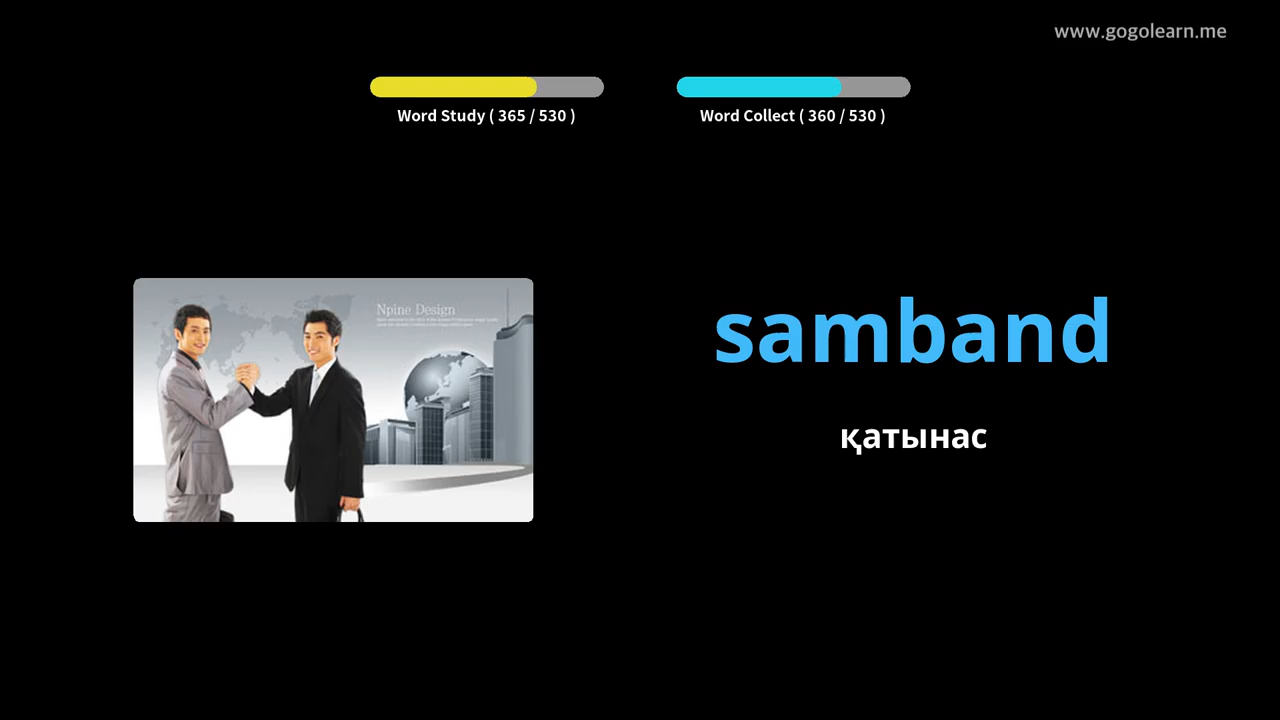 www.gogolearn.me
Word Study ( 365 / 530 )
Word Collect ( 360 / 530 )
Npine Design
samband
қатынас